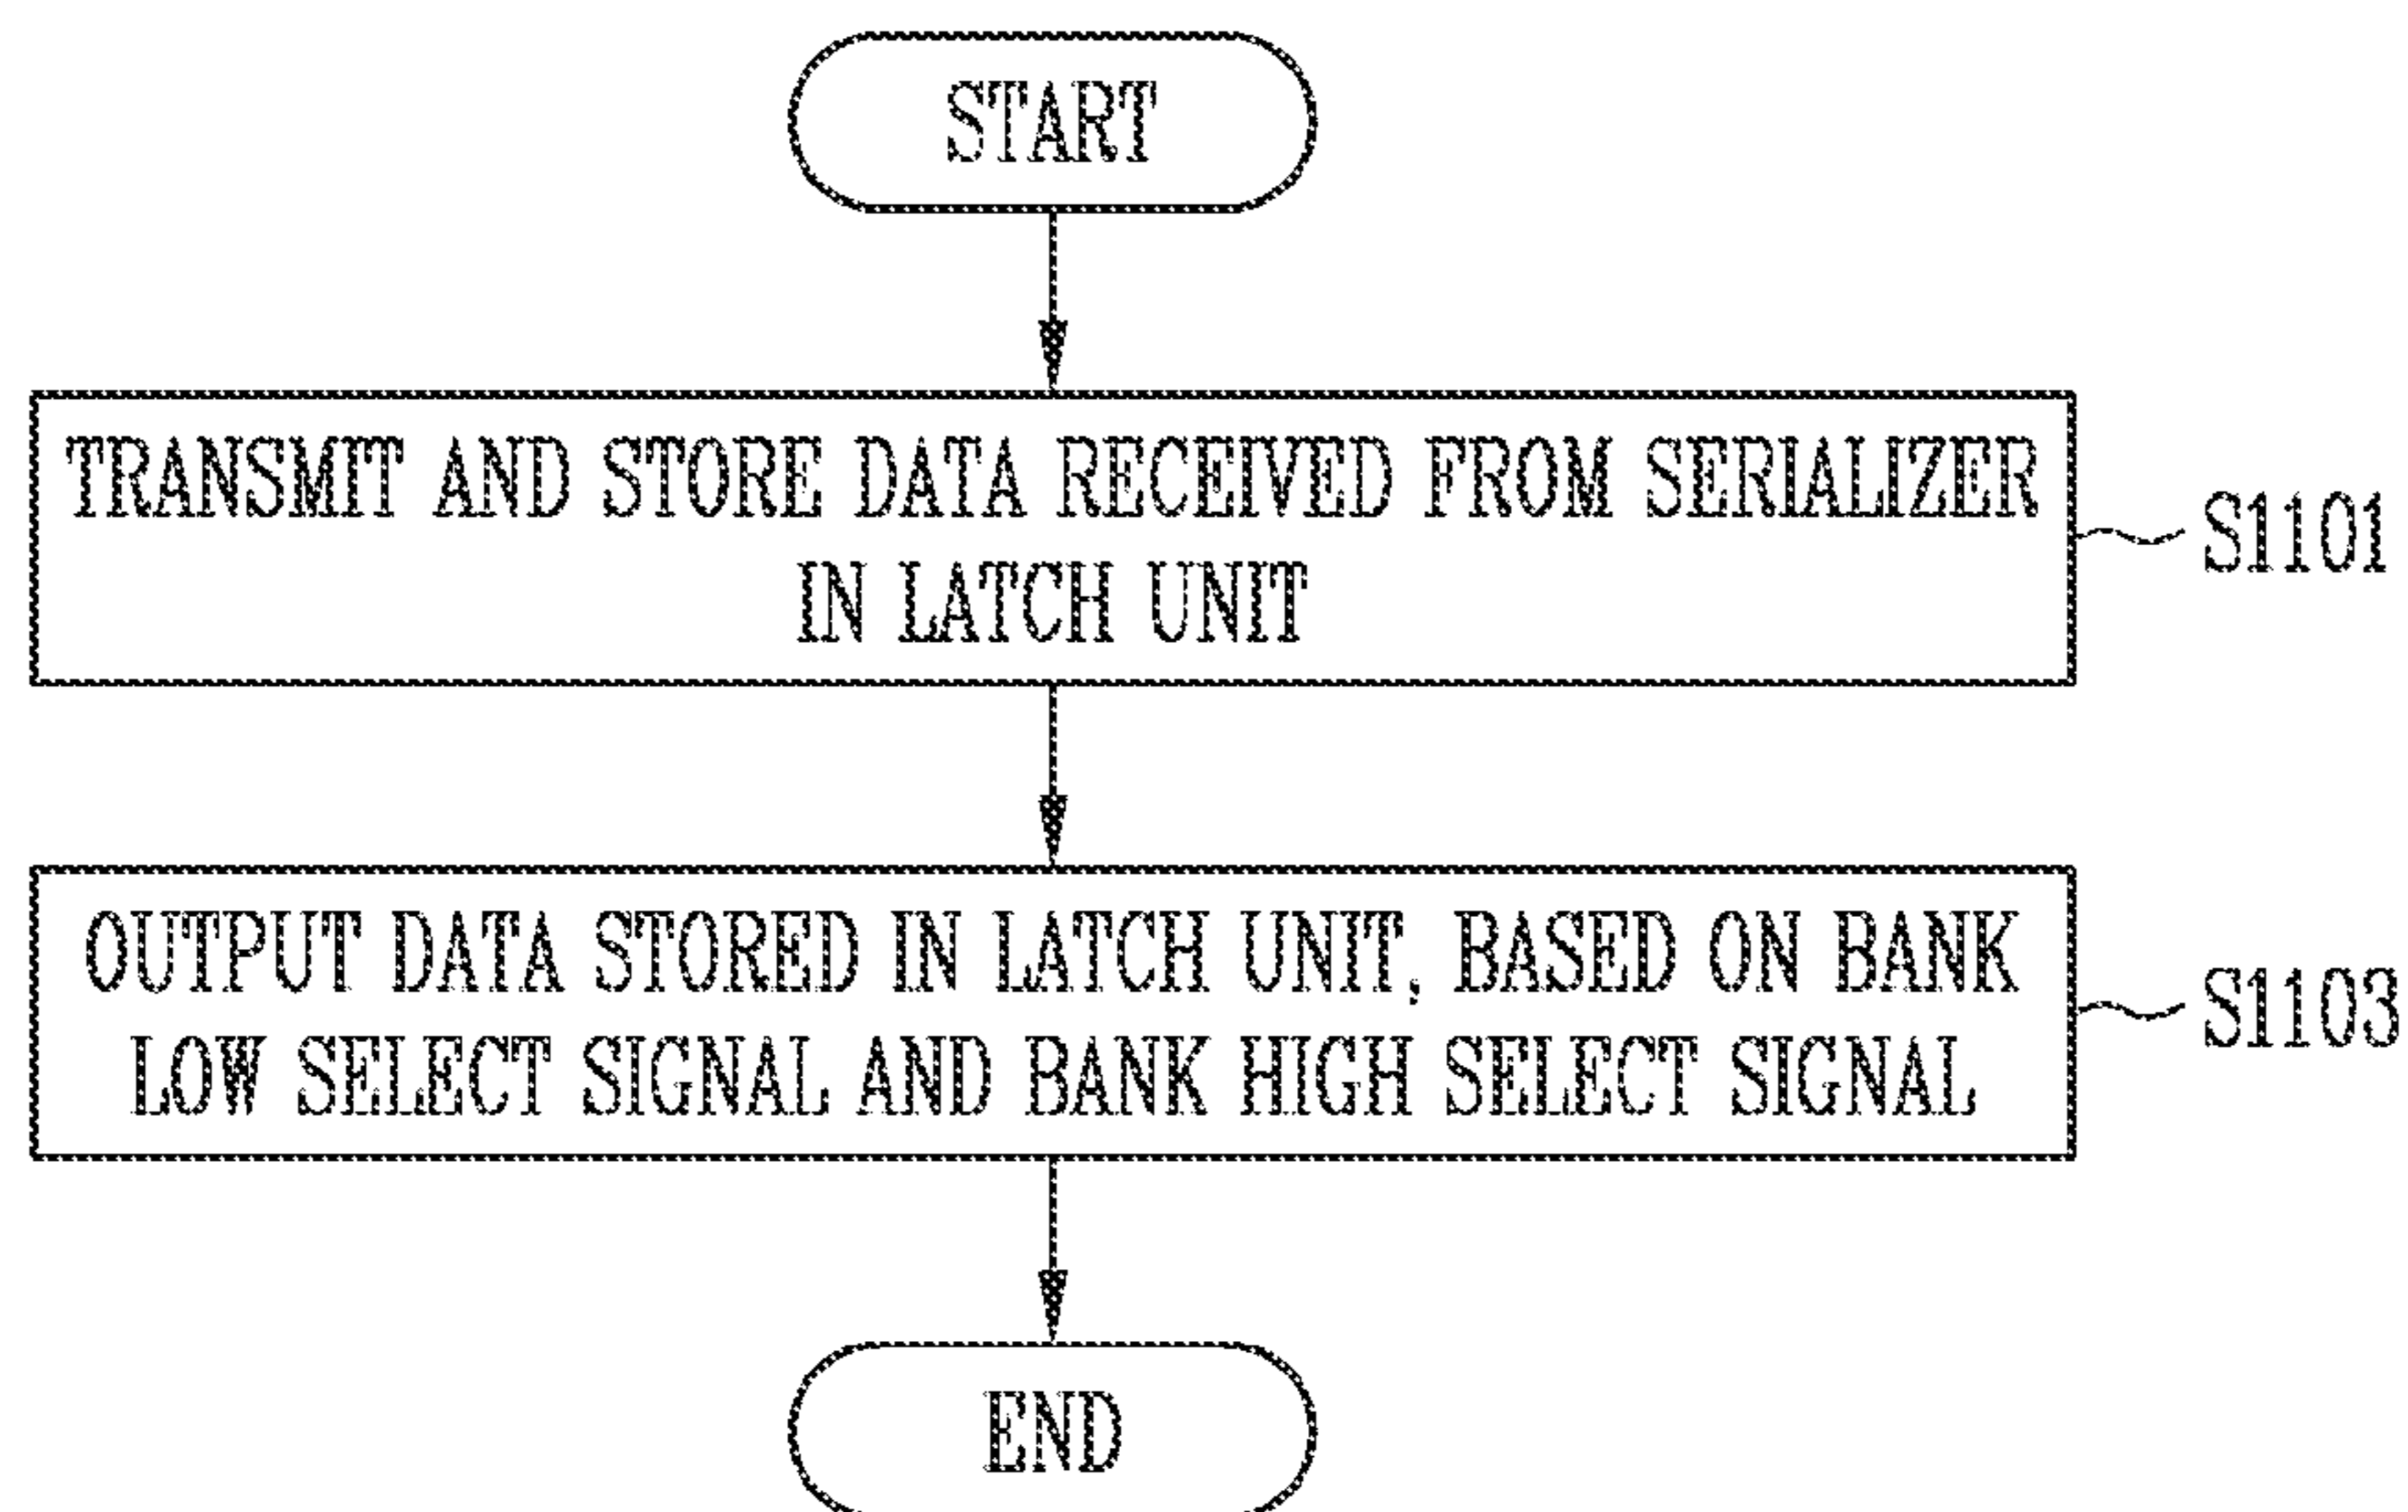 START
TRANSMIT AND STORE DATA RECEIVED FROM SERIALIZER
IN LATCH UNIT
S1101
OUTPUT DATA STORED IN LATCH UNIT, BASED ON BANK
LOW SELECT SIGNAL AND BANK HIGH SELECT SIGNAL
S1103
END